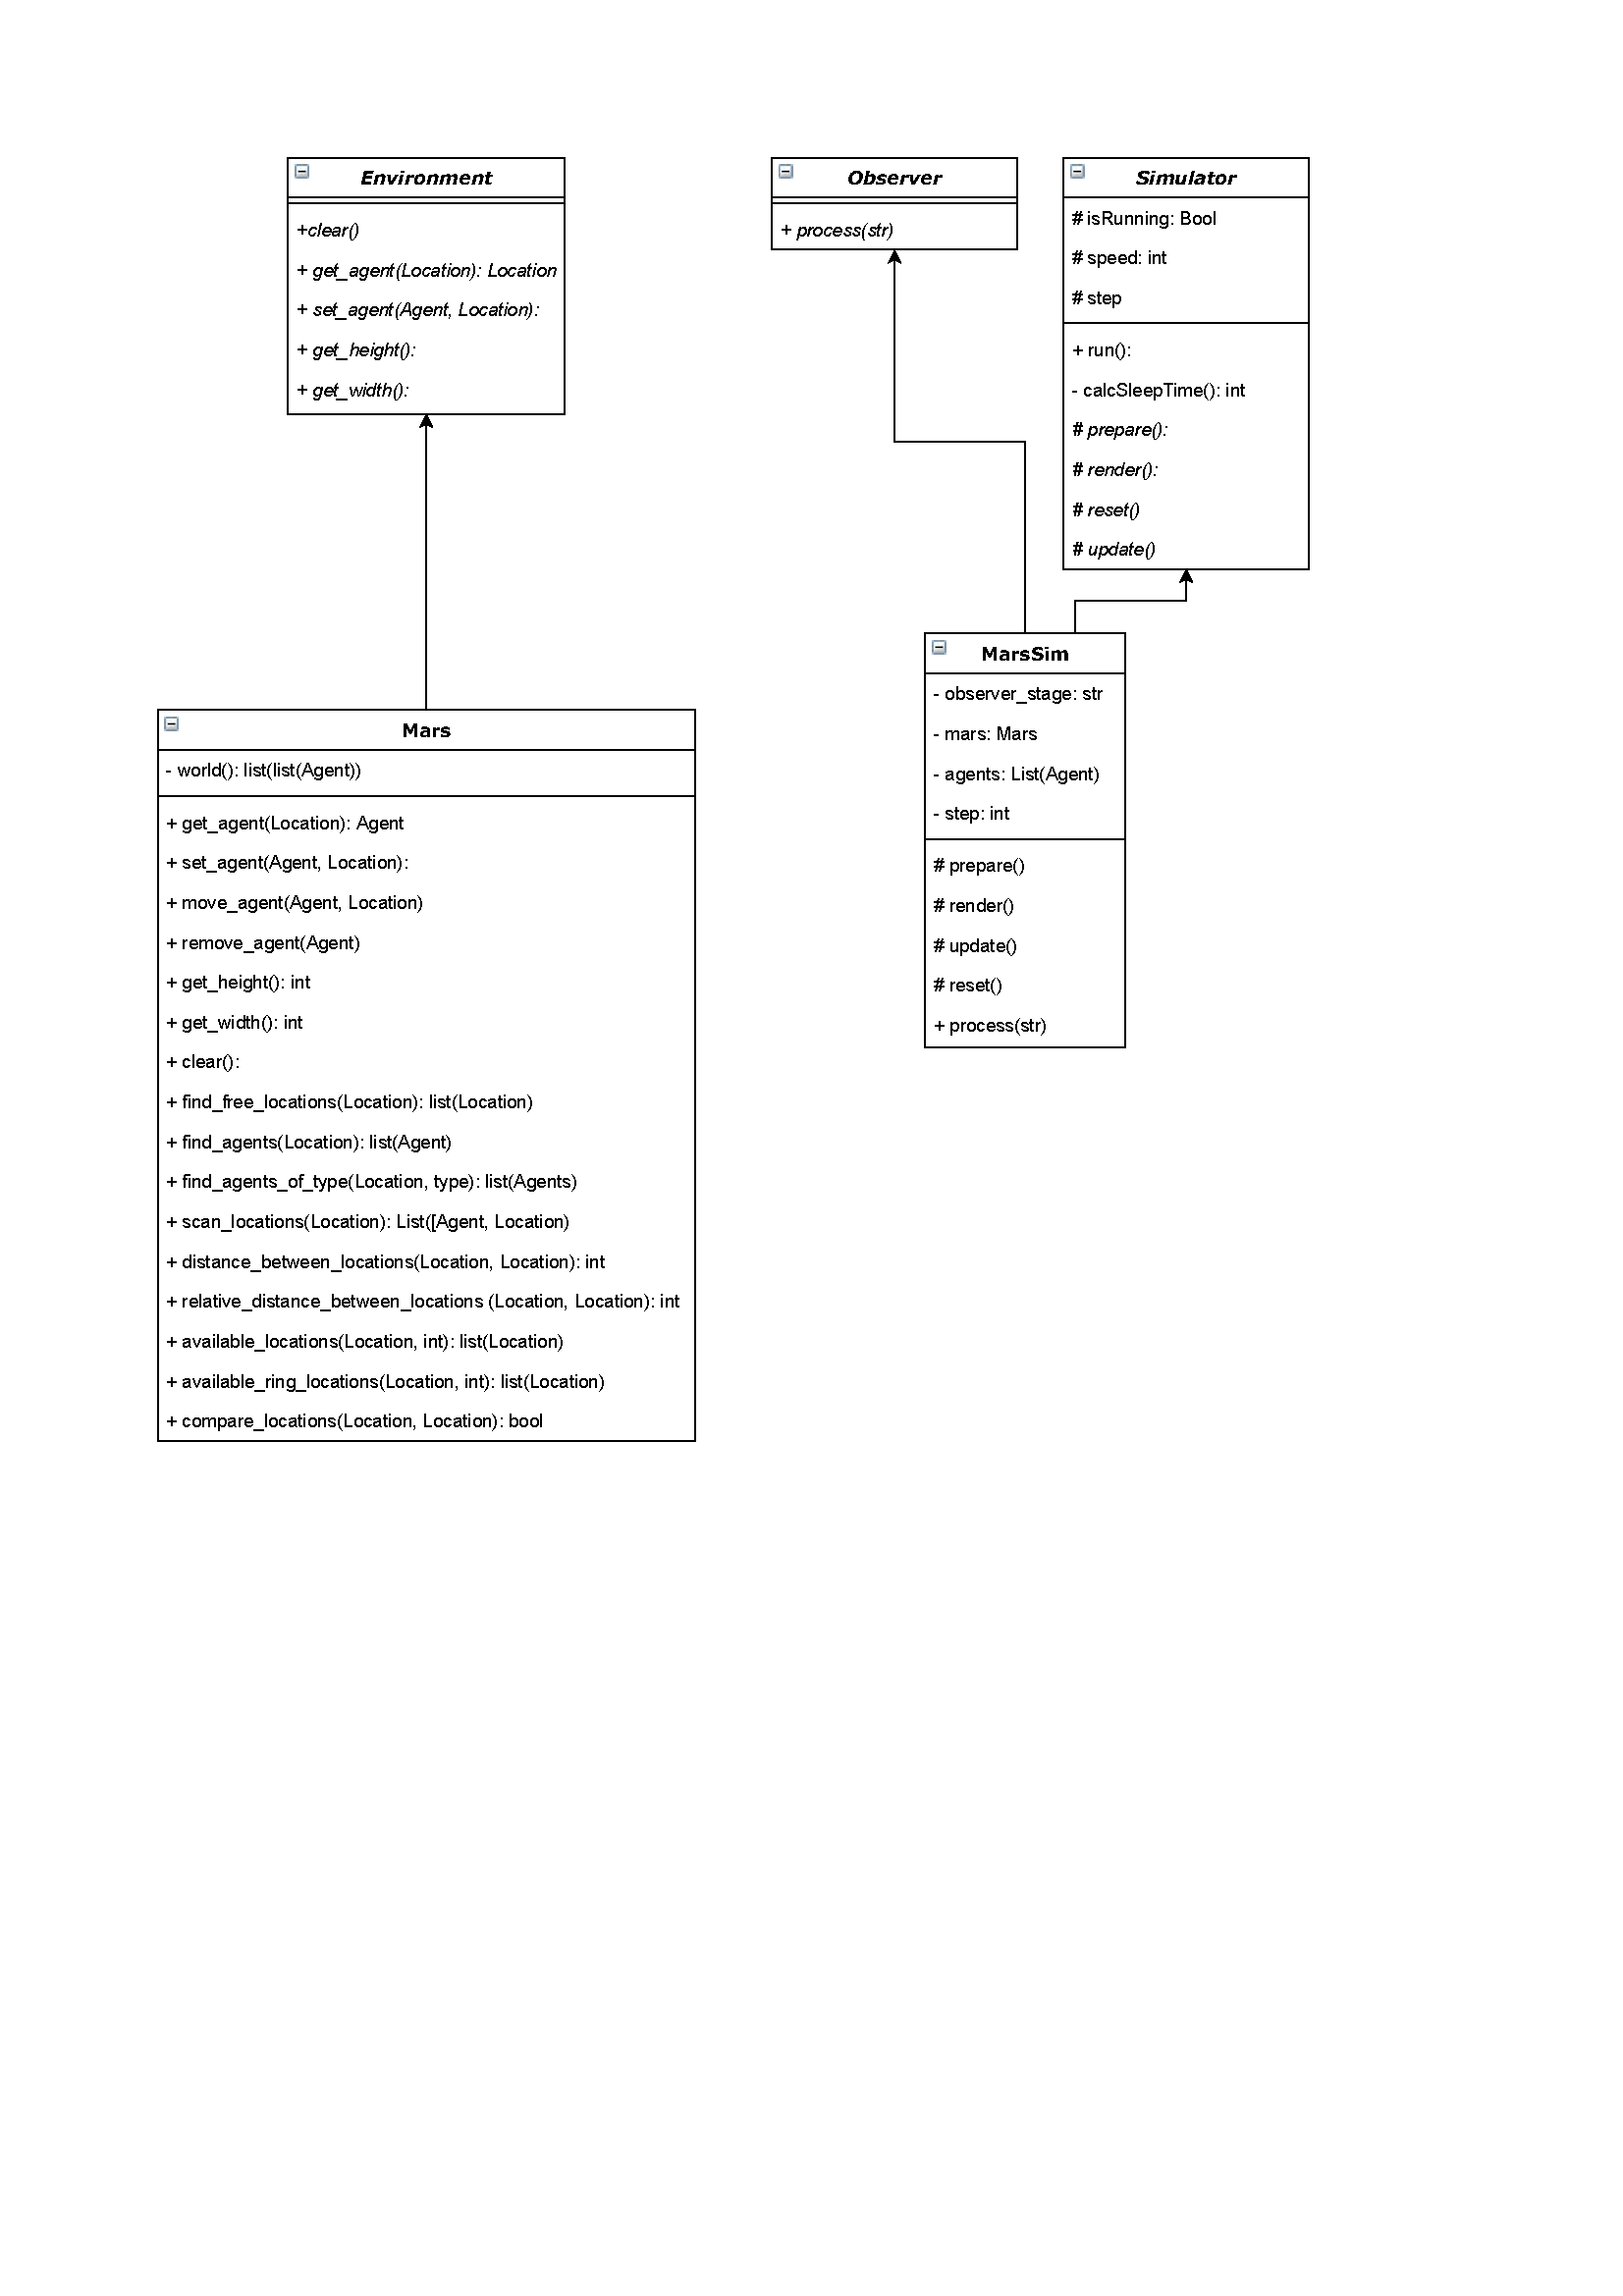 Environment
+clear()
+ get_agent(Location): Location
+ set_agent(Agent, Location):
+ get_height():
+ get_width():
Observer
+ process(str)
Simulator
# isRunning: Bool
# speed: int
# step
+ run():
- calcSleepTime(): int
# prepare():
# render():
# reset()
# update()
Mars
- world(): list(list(Agent))
+ get_agent(Location): Agent
+ set_agent(Agent, Location):
+ move_agent(Agent, Location)
+ remove_agent(Agent)
+ get_height(): int
+ get_width(): int
+ clear():
+ find_free_locations(Location): list(Location)
+ find_agents(Location): list(Agent)
+ find_agents_of_type(Location, type): list(Agents)
+ scan_locations(Location): List([Agent, Location)
+ distance_between_locations(Location, Location): int
+ relative_distance_between_locations (Location, Location): int
+ available_locations(Location, int): list(Location)
+ available_ring_locations(Location, int): list(Location)
+ compare_locations(Location, Location): bool
MarsSim
- observer_stage: str
- mars: Mars
- agents: List(Agent)
- step: int
# prepare()
# render()
# update()
# reset()
+ process(str)